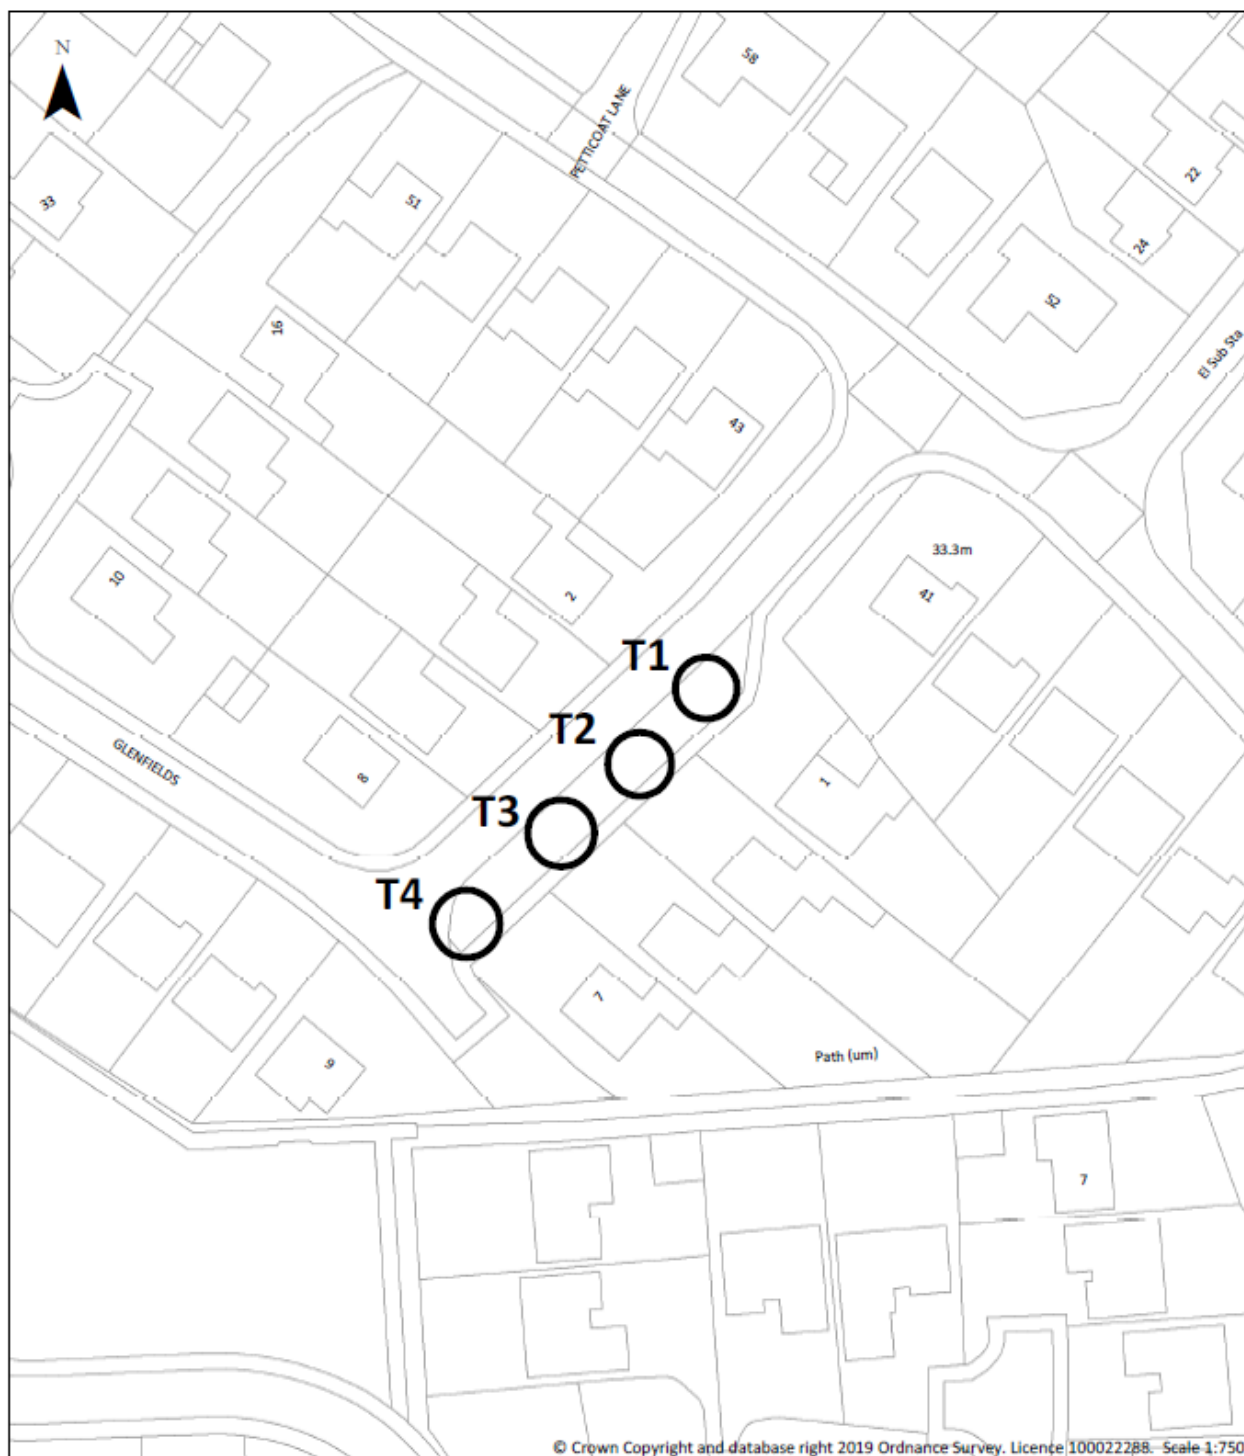 N
58
PETTICOAT LANE
22
33
51
24
52
16
El Sub Sta
43
33.3m
10
2
41
T1
T2
GLENFIELDS
8
1
T3
T4
7
9
Path (um)
7
© Crown Copyright and database right 2019 Ordnance Survey. Licence 100022288. Scale 1:750